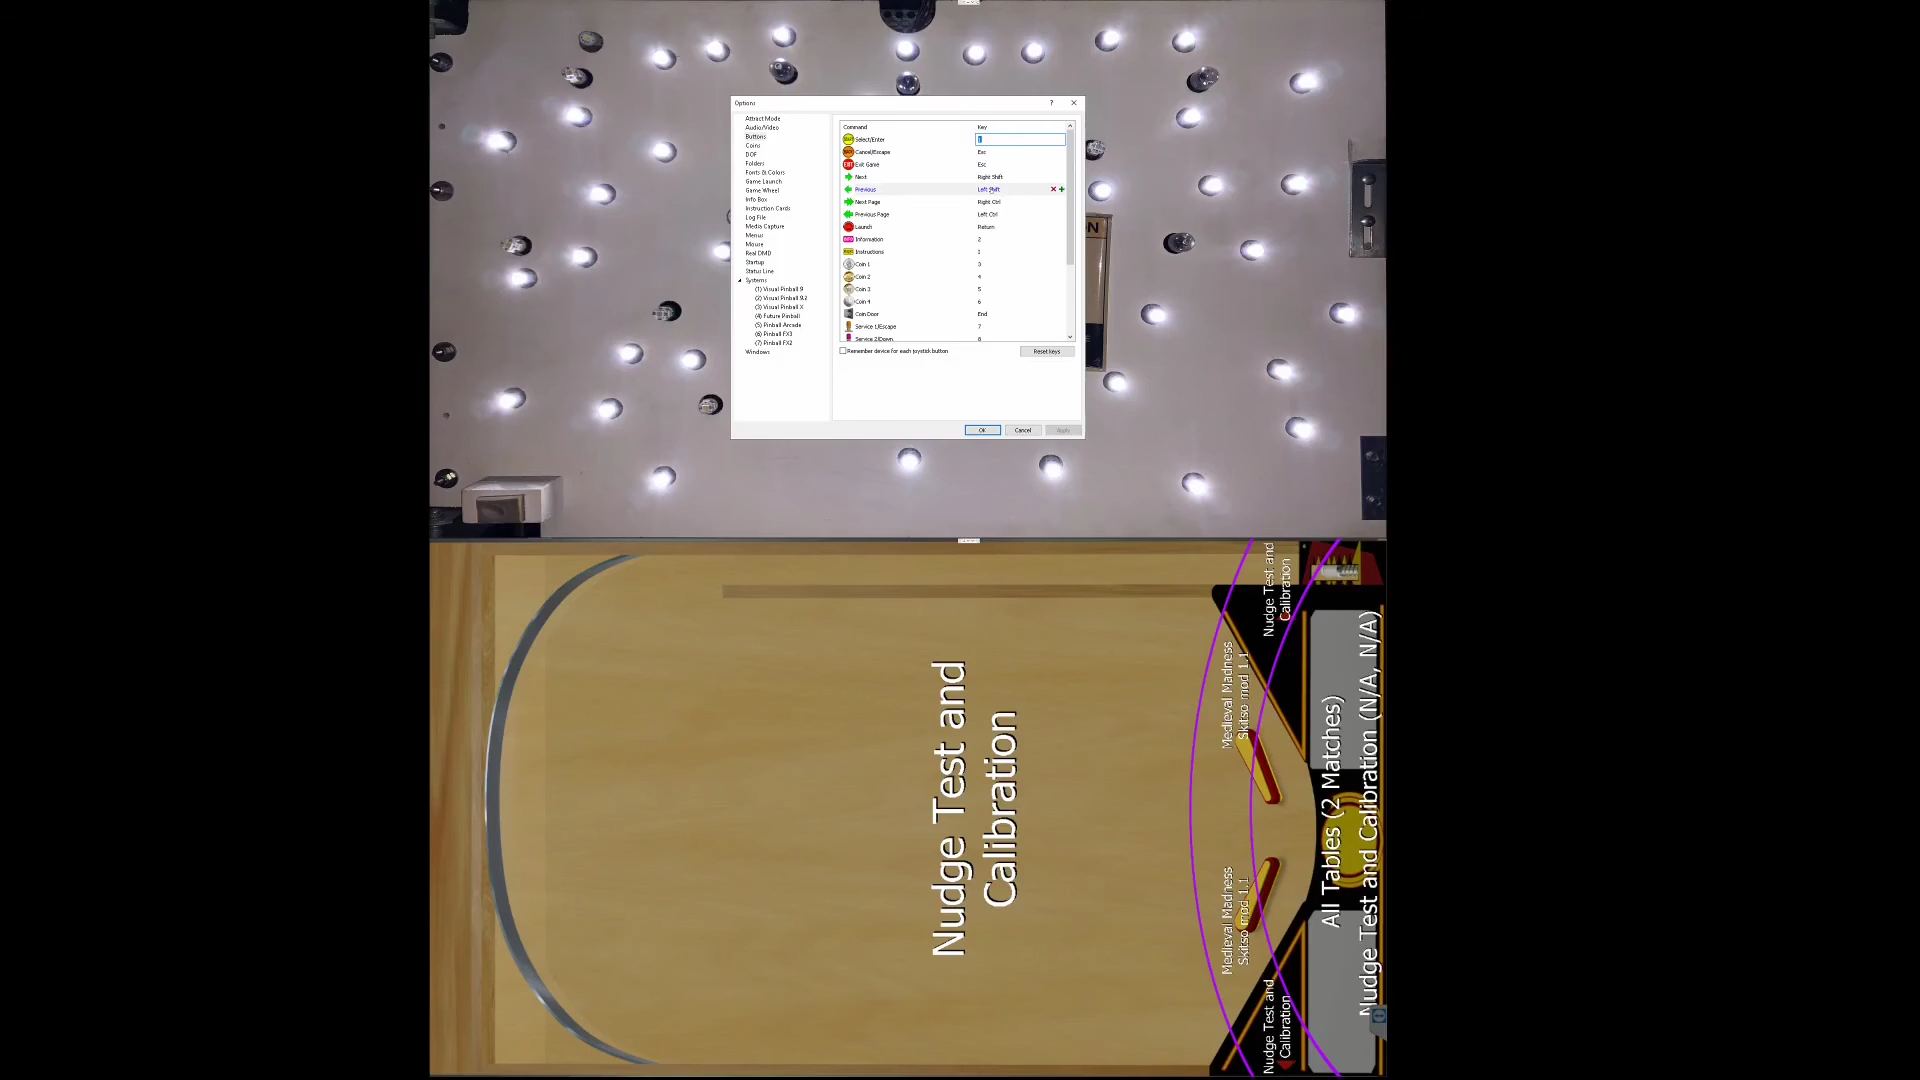 Options
?
Attract Mode
Audio/Video
Buttons
Coins
DOF
Folders
Fonts & Colors
Game Launch
Game Wheel
Info Box
Instruction Cards
Log File
Media Capture
Menus
Mouse
Real DMD
Startup
Status Line
Systems
(1) Visual Pinball 9
(2) Visual Pinball 9.2
(3) Visual Pinball X
(4) Future Pinball
(5) Pinball Arcade
(6) Pinball FX3
(7) Pinball FX2
Windows
Command Key
Select/Enter
Cancel/Escape Esc
EXIT Exit Game Esc
Next Right Shift
Previous Left Shift
Next Page Right Ctrl
Previous Page Left Ctrl
Launch Return
INFO Information 2
Instructions I
Coin 1 3
Coin 2 4
Coin 3 5
Coin 4 6
Coin Door End
Service 1/Escape 7
Service 2/Down 8
Remember device for each joystick button
Reset keys
OK Cancel Apply
N
Nudge Test and
Calibration
Medieval Madness
Skitso mod 1.1
Medieval Madness
Skitso mod 1.1
Nudge Test and
Calibration
Nudge Test and
Calibration
All Tables (2 Matches)
Nudge Test and Calibration (N/A, N/A)